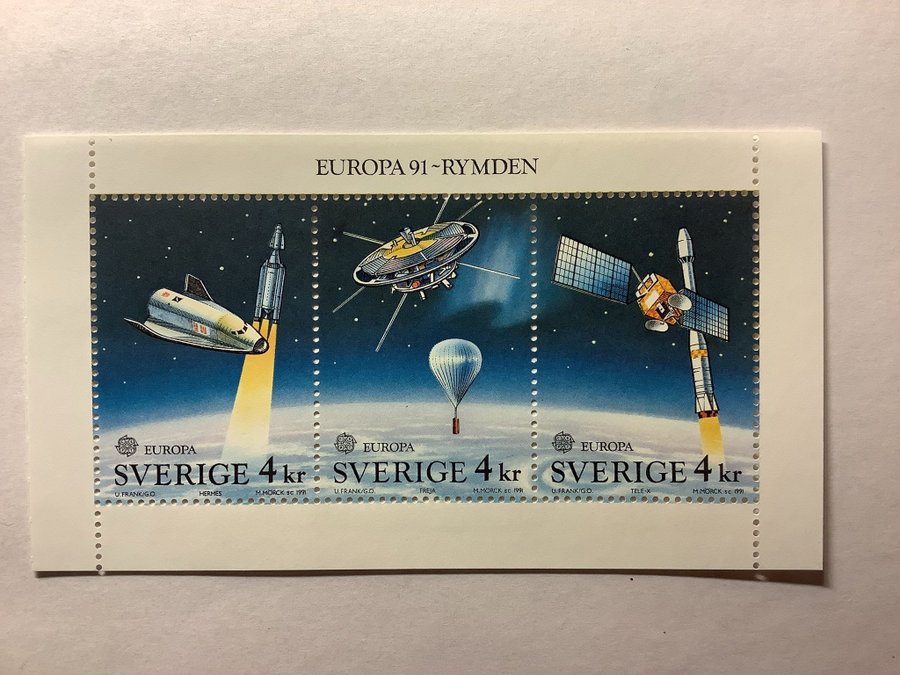 EUROPA 91~RYMDEN
EUROPA
SVERIGE 4 kr
U.FRANK/G.O. HERMES M.MÖRCK SC 1991
EUROPA
SVERIGE 4 kr
U.FRANK/G.O. FREJA M.MÖRCK SC 1991
EUROPA
SVERIGE 4 kr
U.FRANK/G.O. TELE-X M.MÖRCK SC 1991